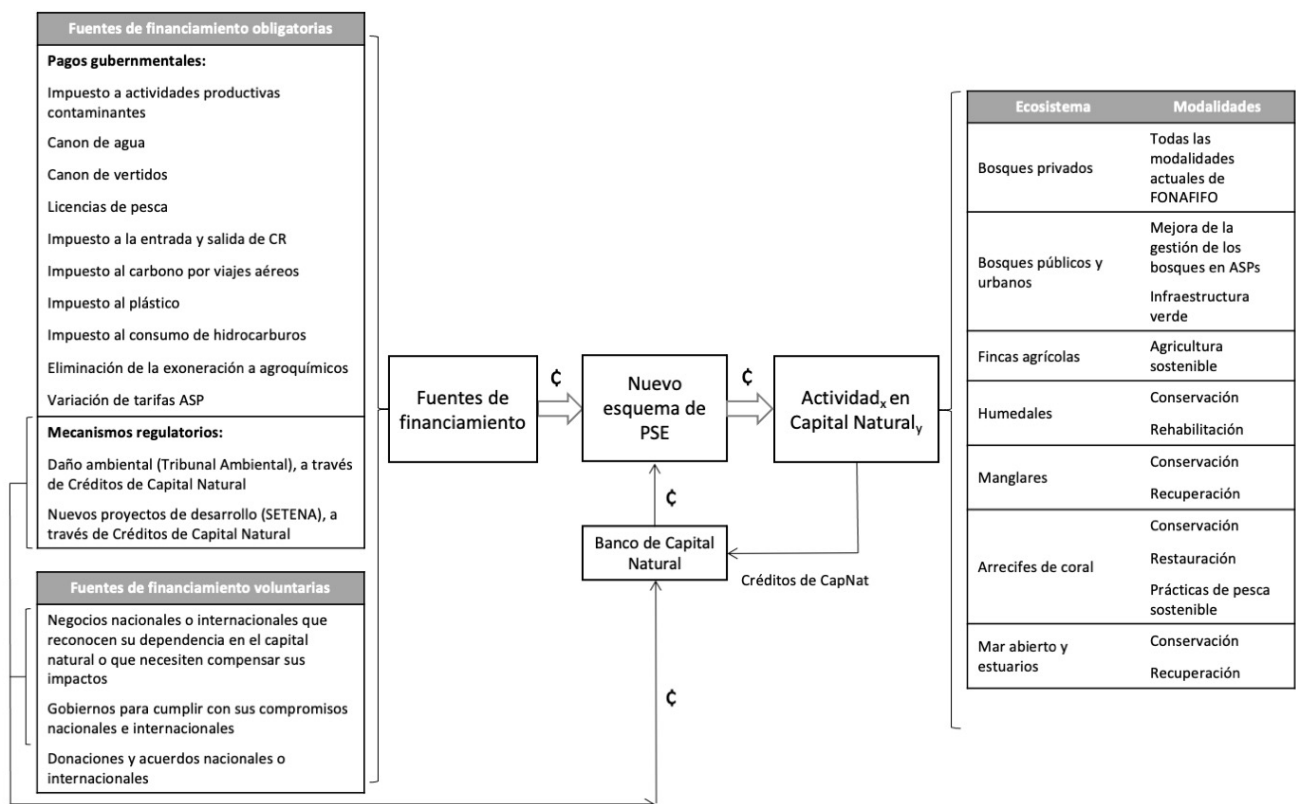 Fuentes de financiamiento obligatorias
Pagos gubernmentales:
Impuesto a actividades productivas
contaminantes
Canon de agua
Canon de vertidos
Licencias de pesca
Impuesto a la entrada y salida de CR
Impuesto al carbono por viajes aéreos
Impuesto al plástico
Impuesto al consumo de hidrocarburos
Eliminación de la exoneración a agroquímicos
Variación de tarifas ASP
Mecanismos regulatorios:
Daño ambiental (Tribunal Ambiental), a través
de Créditos de Capital Natural
Nuevos proyectos de desarrollo (SETENA), a
través de Créditos de Capital Natural
Fuentes de financiamiento voluntarias
Negocios nacionales o internacionales que
reconocen su dependencia en el capital
natural o que necesiten compensar sus
impactos
Gobiernos para cumplir con sus compromisos
nacionales e internacionales
Donaciones y acuerdos nacionales o
internacionales
Fuentes de
financiamiento
₵
Nuevo
esquema de
PSE
₵
Actividadx en
Capital Naturaly
₵
Banco de Capital
Natural
Créditos de CapNat
₵
Ecosistema Modalidades
Bosques privados
Todas las
modalidades
actuales de
FONAFIFO
Bosques públicos y
urbanos
Mejora de la
gestión de los
bosques en ASPs
Infraestructura
verde
Fincas agrícolas
Agricultura
sostenible
Humedales
Conservación
Rehabilitación
Manglares
Conservación
Recuperación
Arrecifes de coral
Conservación
Restauración
Prácticas de pesca
sostenible
Mar abierto y
estuarios
Conservación
Recuperación